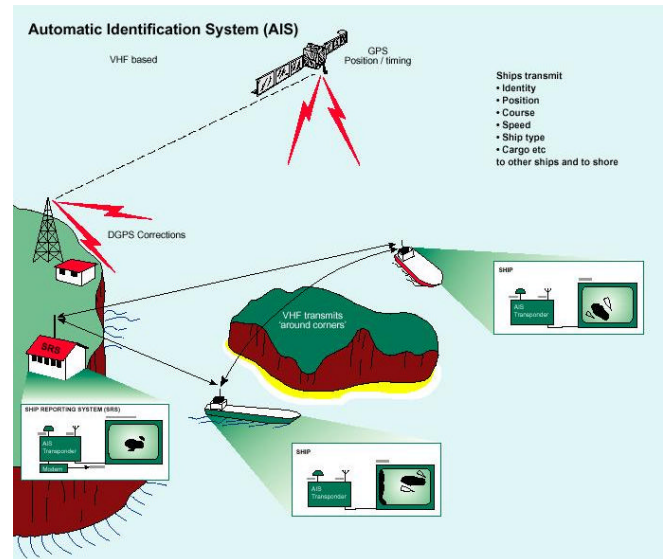 Automatic Identification System (AIS)
VHF based
GPS
Position / timing
Ships transmit
• Identity
• Position
• Course
• Speed
• Ship type
• Cargo etc
to other ships and to shore
DGPS Corrections
SHIP
AIS
Transponder
VHF transmits
'around corners'
SRS
SHIP REPORTING SYSTEM (SRS)
AIS
Transponder
Modem
SHIP
AIS
Transponder